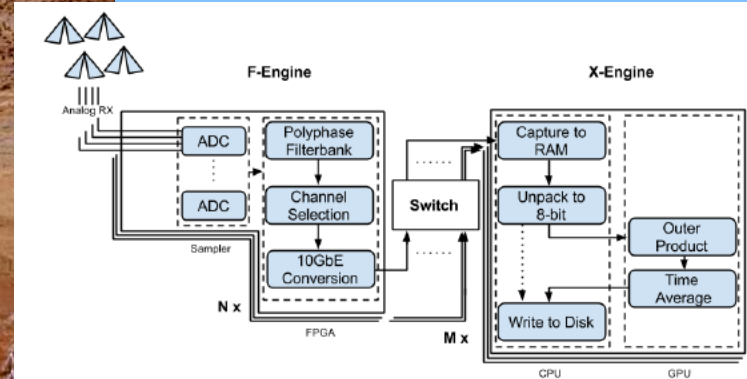 F-Engine
X-Engine
Analog RX
ADC
ADC
Sampler
Polyphase
Filterbank
Channel
Selection
10GbE
Conversion
N x
FPGA
Switch
M x
Capture to
RAM
Unpack to
8-bit
Write to Disk
CPU
Outer
Product
Time
Average
GPU